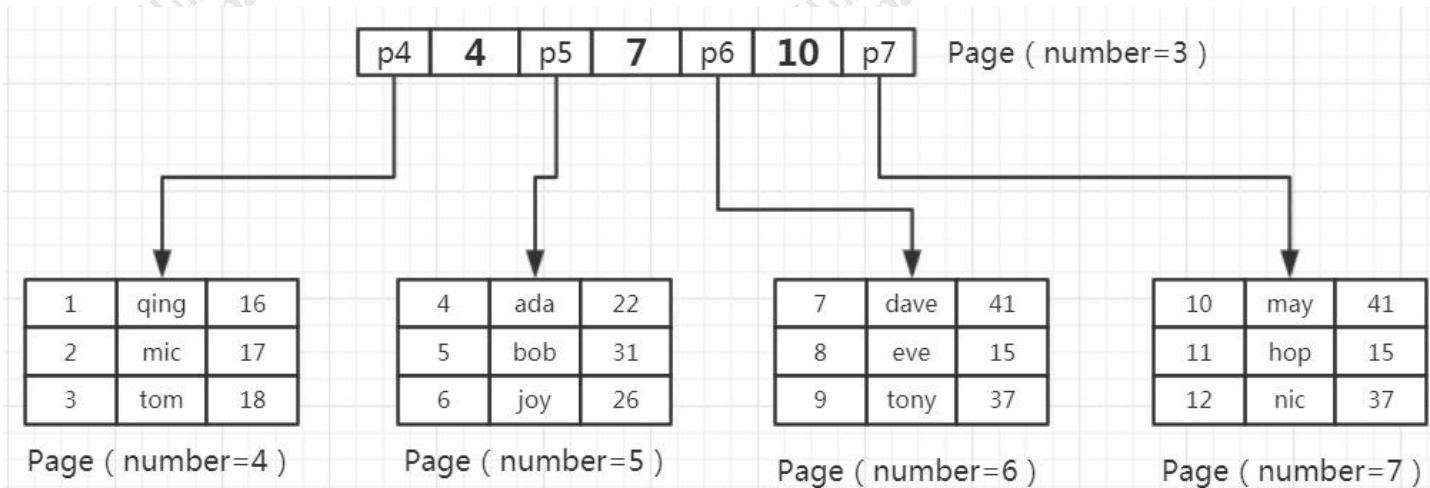 p4 4 p5 7 p6 10 p7 Page ( number=3 )
1 qing 16
2 mic 17
3 tom 18
Page ( number=4 )
4 ada 22
5 bob 31
6 joy 26
Page ( number=5 )
7 dave 41
8 eve 15
9 tony 37
Page ( number=6 )
10 may 41
11 hop 15
12 nic 37
Page ( number=7 )